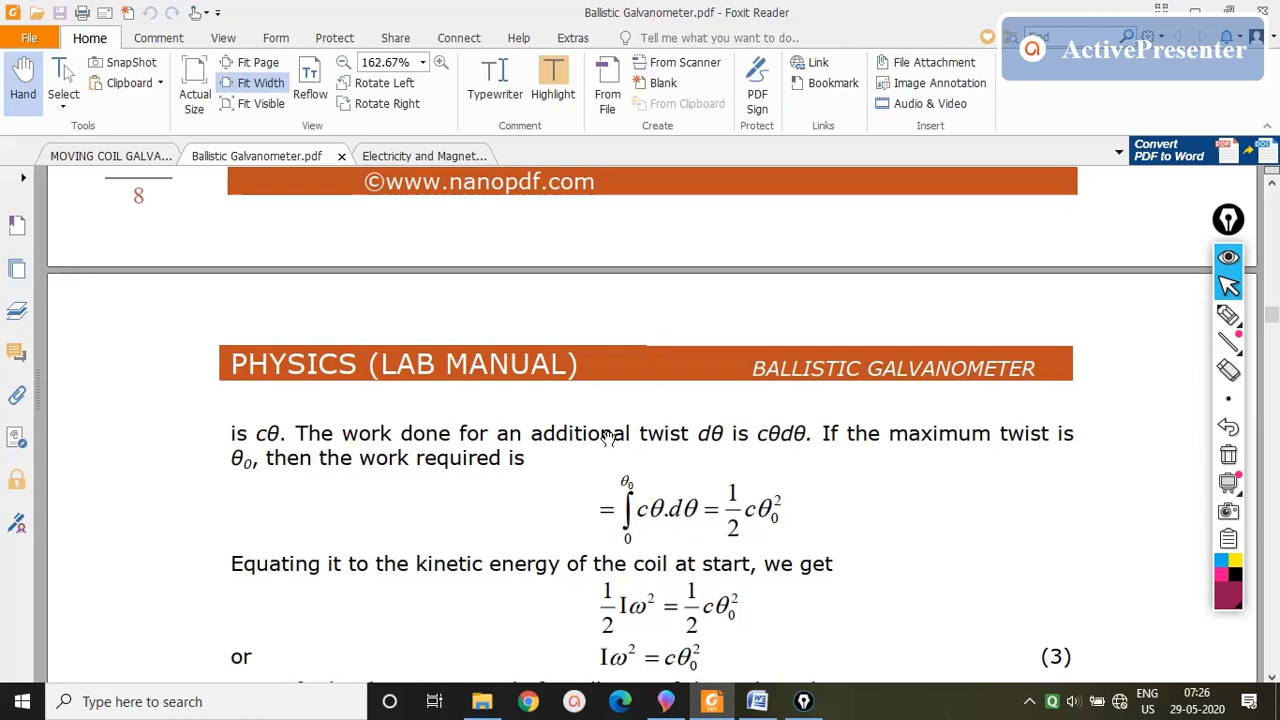 Ballistic Galvanometer.pdf - Foxit Reader
File Home Comment View Form Protect Share Connect Help Extras Tell me what you want to do.. Find
ActivePresenter
Hand
Select
SnapShot
Clipboard
Tools
Actual Size
Fit Page
Fit Width
Fit Visible
Reflow
162.67%
Rotate Left
Rotate Right
View
Typewriter
Highlight
Comment
From File
From Scanner
Blank
From Clipboard
Create
PDF Sign
Protect
Link
Bookmark
Links
File Attachment
Image Annotation
Audio & Video
Insert
MOVING COIL GALVA... Ballistic Galvanometer.pdf Electricity and Magnet...
Convert PDF to Word
8
©www.nanopdf.com
PHYSICS (LAB MANUAL) BALLISTIC GALVANOMETER
is cθ. The work done for an additional twist dθ is cθdθ. If the maximum twist is
θ₀, then the work required is
= ∫₀^θ₀ cθ.dθ = 1/2 cθ₀²
Equating it to the kinetic energy of the coil at start, we get
1/2 Iω² = 1/2 cθ₀²
or Iω² = cθ₀² (3)
Type here to search
ENG
US
07:26
29-05-2020